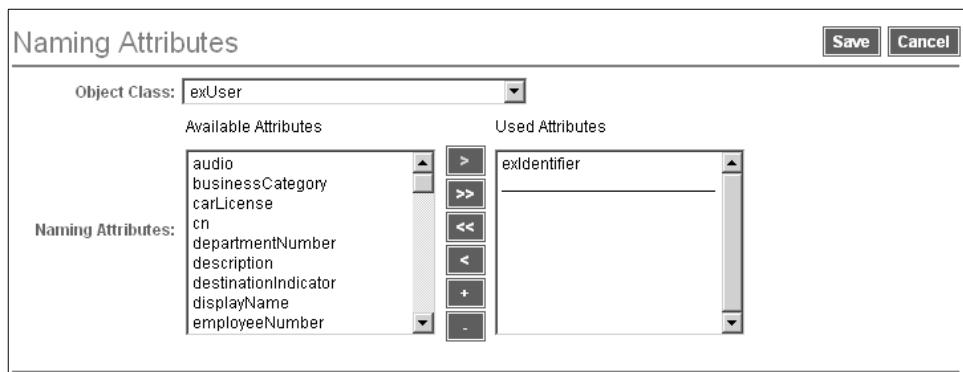 Naming Attributes
Save
Cancel
Object Class:
exUser
Available Attributes
Used Attributes
Naming Attributes:
audio
businessCategory
carLicense
cn
departmentNumber
description
destinationIndicator
displayName
employeeNumber
>
>>
<<
<
+
-
exIdentifier